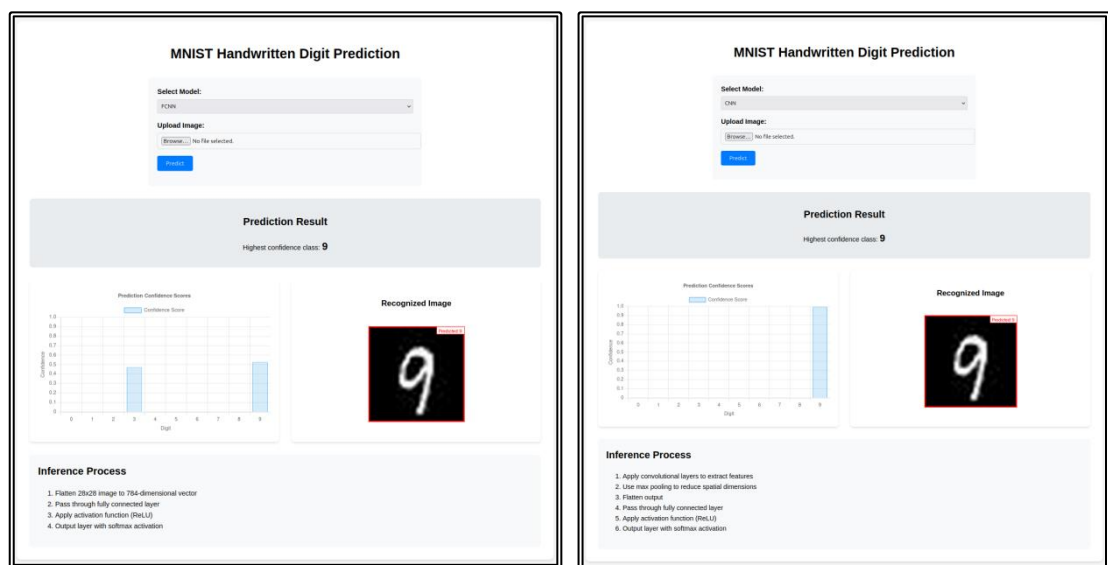 MNIST Handwritten Digit Prediction
Select Model:
FCNN
Upload Image:
Browse... No file selected.
Predict
Prediction Result
Highest confidence class: 9
Prediction Confidence Scores
Confidence Score
Confidence
1.0
0.9
0.8
0.7
0.6
0.5
0.4
0.3
0.2
0.1
0
0 1 2 3 4 5 6 7 8 9
Digit
Recognized Image
Predicted: 9
9
Inference Process
1. Flatten 28x28 image to 784-dimensional vector
2. Pass through fully connected layer
3. Apply activation function (ReLU)
4. Output layer with softmax activation
MNIST Handwritten Digit Prediction
Select Model:
CNN
Upload Image:
Browse... No file selected.
Predict
Prediction Result
Highest confidence class: 9
Prediction Confidence Scores
Confidence Score
Confidence
1.0
0.9
0.8
0.7
0.6
0.5
0.4
0.3
0.2
0.1
0
0 1 2 3 4 5 6 7 8 9
Digit
Recognized Image
Predicted: 9
9
Inference Process
1. Apply convolutional layers to extract features
2. Use max pooling to reduce spatial dimensions
3. Flatten output
4. Pass through fully connected layer
5. Apply activation function (ReLU)
6. Output layer with softmax activation